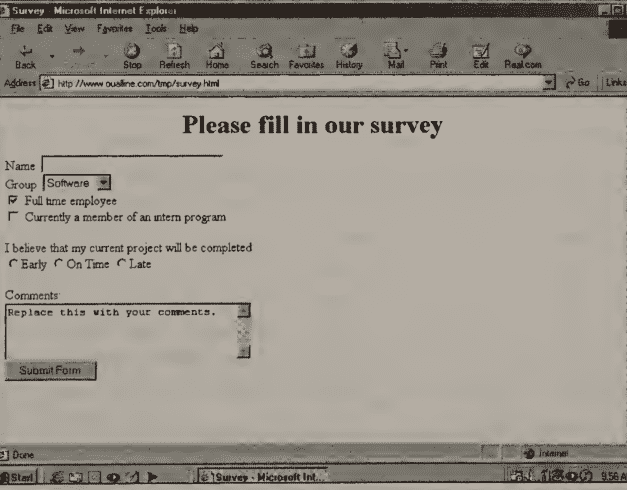 Survey Microsoft Internet Explorer
File Edit View Favorites Tools Help
Back Stop Refresh Home Search Favorites History Mail Print Edit Real.com
Address http://www.oualline.com/tmp/survey.html Go Links
Please fill in our survey
Name
Group Software
Full time employee
Currently a member of an intern program
I believe that my current project will be completed
Early On Time Late
Comments:
Replace this with your comments.
Submit Form
Done Internet
Start Survey - Microsoft Int... 9:56 A